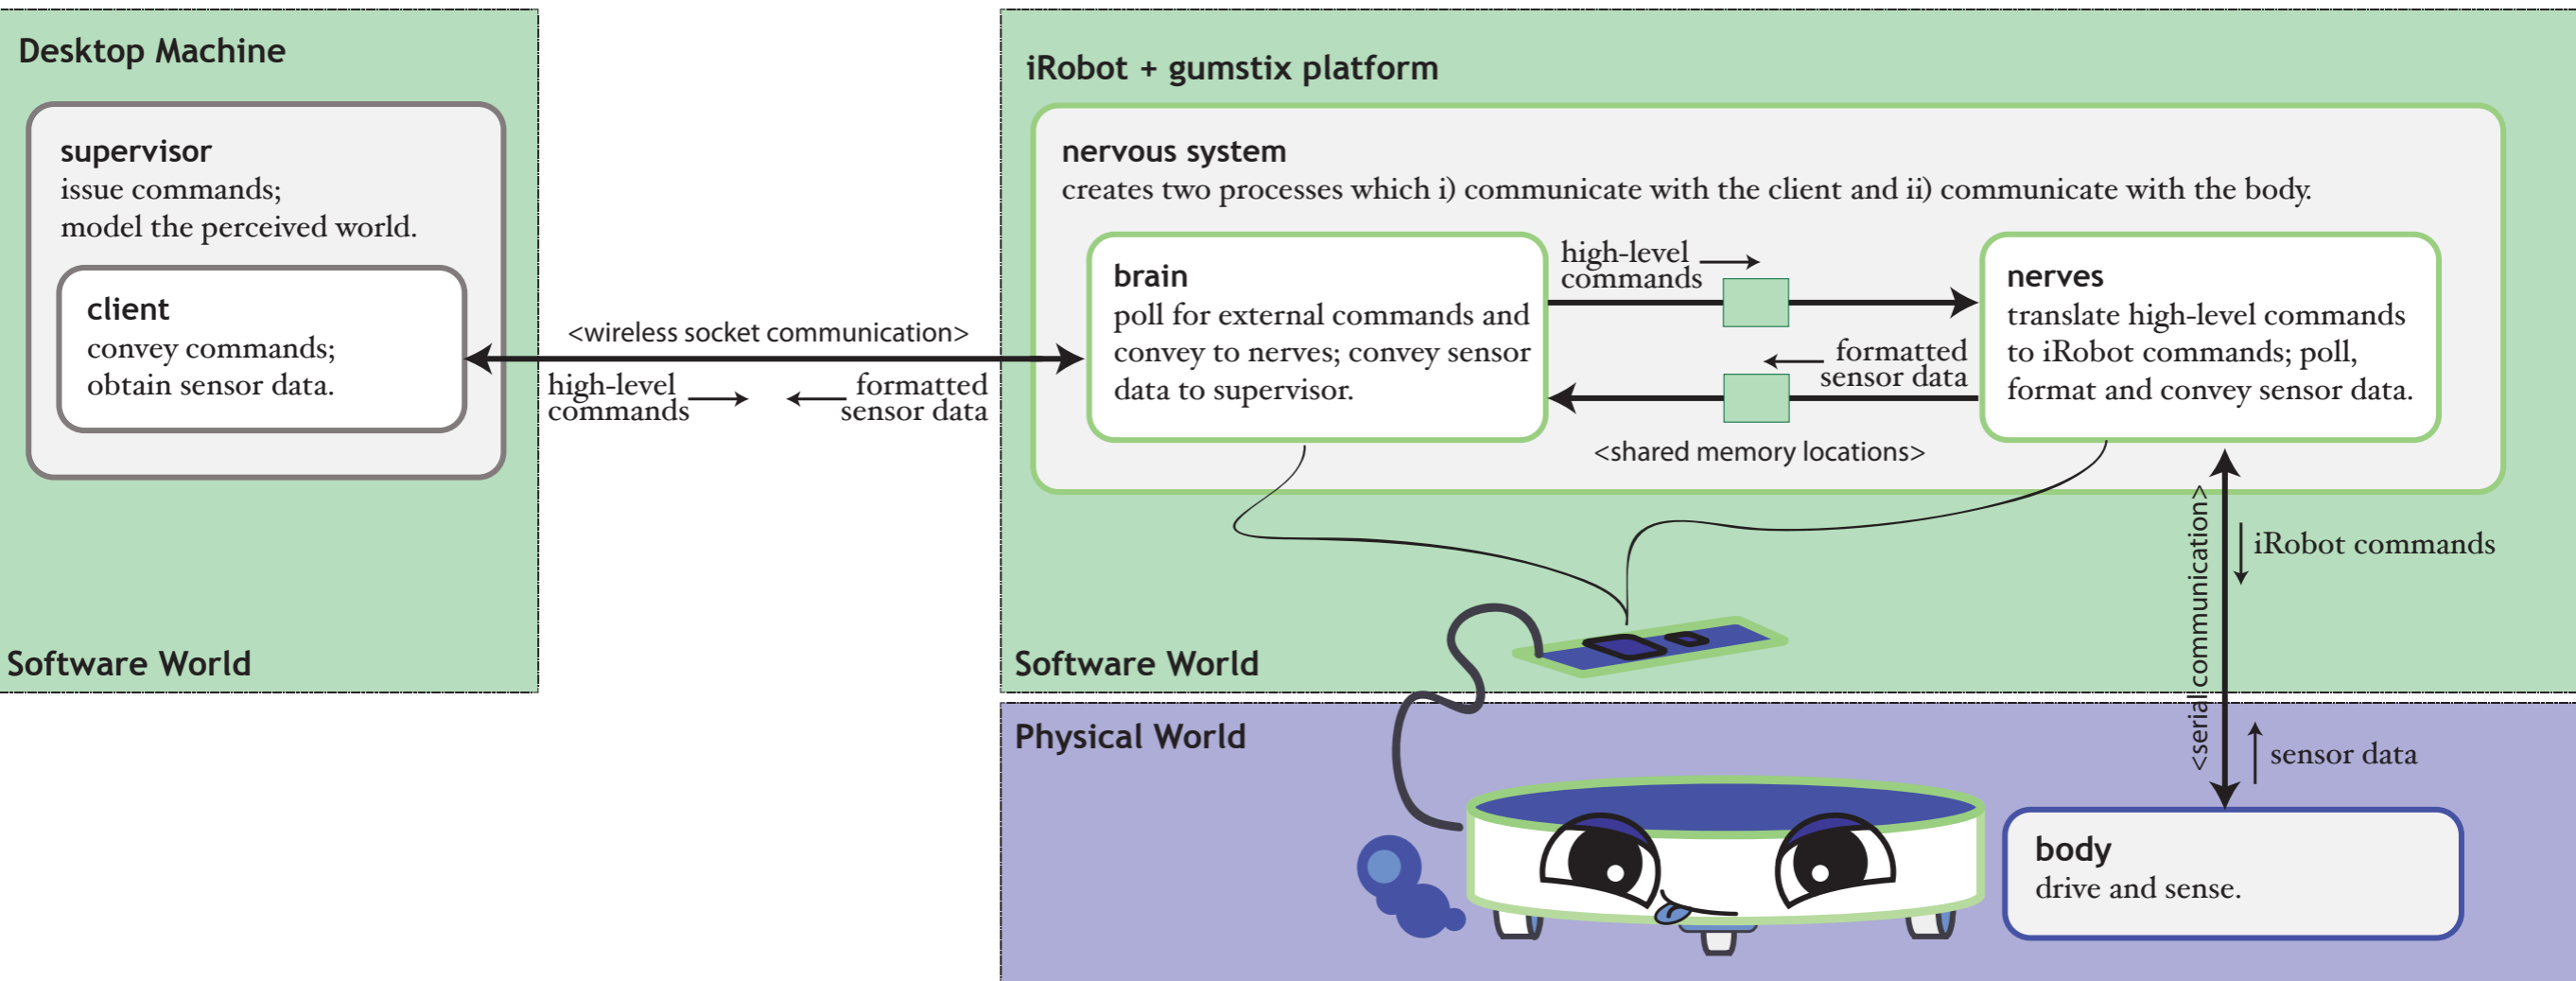 Desktop Machine
supervisor
issue commands;
model the perceived world.
client
convey commands;
obtain sensor data.
Software World
<wireless socket communication>
high-level
commands
formatted
sensor data
iRobot + gumstix platform
nervous system
creates two processes which i) communicate with the client and ii) communicate with the body.
brain
poll for external commands and
convey to nerves; convey sensor
data to supervisor.
high-level
commands
formatted
sensor data
<shared memory locations>
nerves
translate high-level commands
to iRobot commands; poll,
format and convey sensor data.
<serial communication>
iRobot commands
Software World
Physical World
sensor data
body
drive and sense.